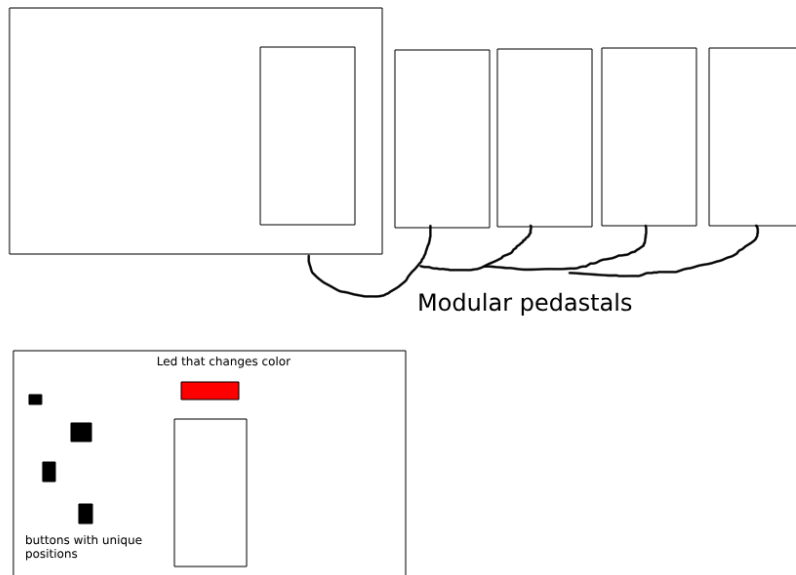 Modular pedastals
Led that changes color
buttons with unique
positions